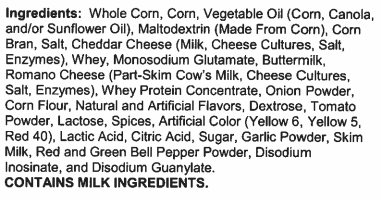 Ingredients: Whole Corn, Corn, Vegetable Oil (Corn, Canola,
and/or Sunflower Oil), Maltodextrin (Made From Corn), Corn
Bran, Salt, Cheddar Cheese (Milk, Cheese Cultures, Salt,
Enzymes), Whey, Monosodium Glutamate, Buttermilk,
Romano Cheese (Part-Skim Cow's Milk, Cheese Cultures,
Salt, Enzymes), Whey Protein Concentrate, Onion Powder,
Corn Flour, Natural and Artificial Flavors, Dextrose, Tomato
Powder, Lactose, Spices, Artificial Color (Yellow 6, Yellow 5,
Red 40), Lactic Acid, Citric Acid, Sugar, Garlic Powder, Skim
Milk, Red and Green Bell Pepper Powder, Disodium
Inosinate, and Disodium Guanylate.
CONTAINS MILK INGREDIENTS.